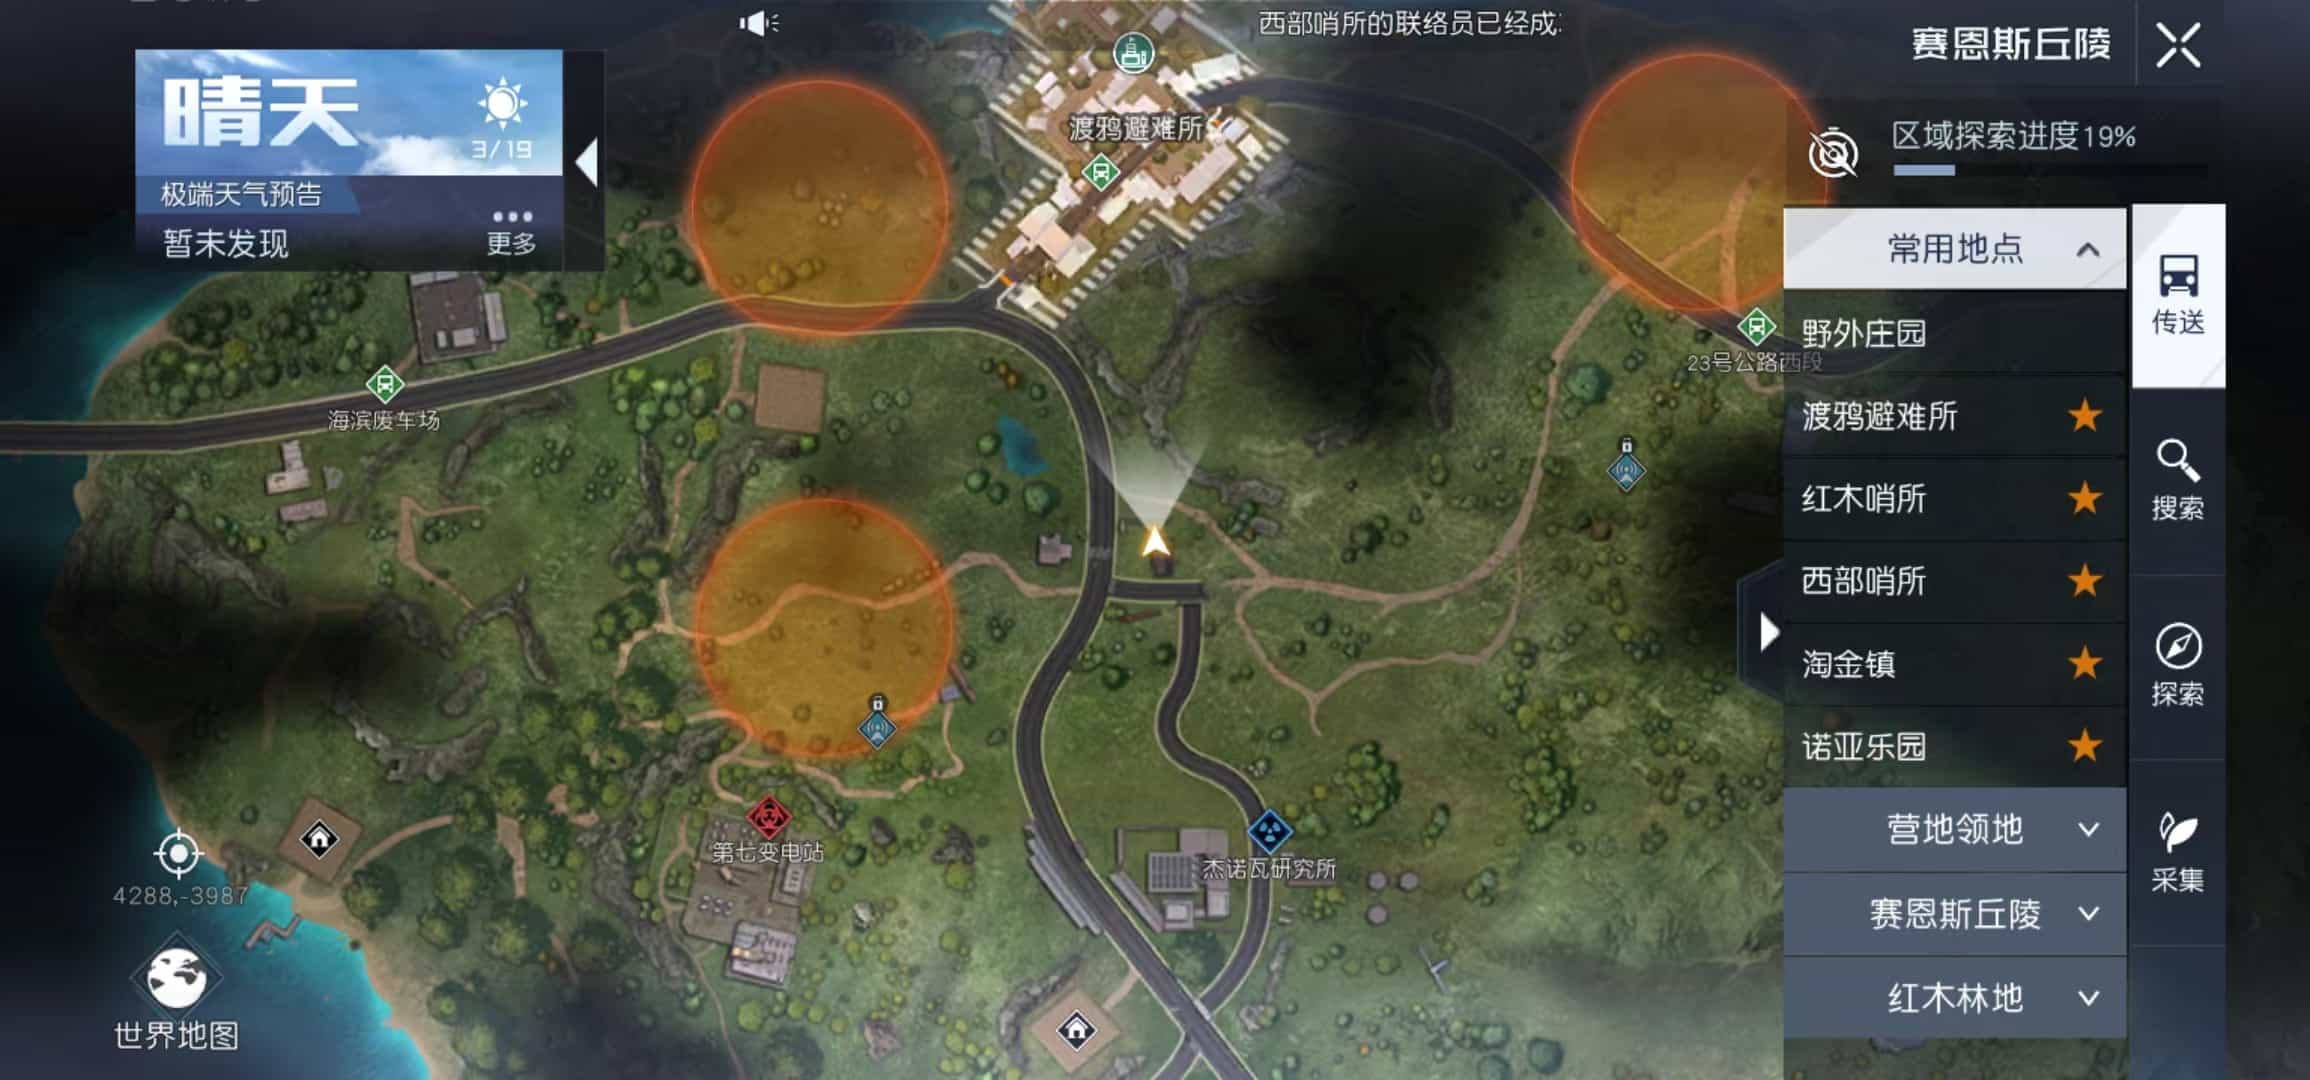 西部哨所的联络员已经成
赛恩斯丘陵
晴天
3/19
极端天气预告
暂未发现
更多
渡鸦避难所
区域探索进度19%
常用地点
传送
野外庄园
23号公路西段
海滨废车场
渡鸦避难所
红木哨所
搜索
西部哨所
淘金镇
探索
诺亚乐园
营地领地
第七变电站
杰诺瓦研究所
采集
4288,-3987
赛恩斯丘陵
红木林地
世界地图